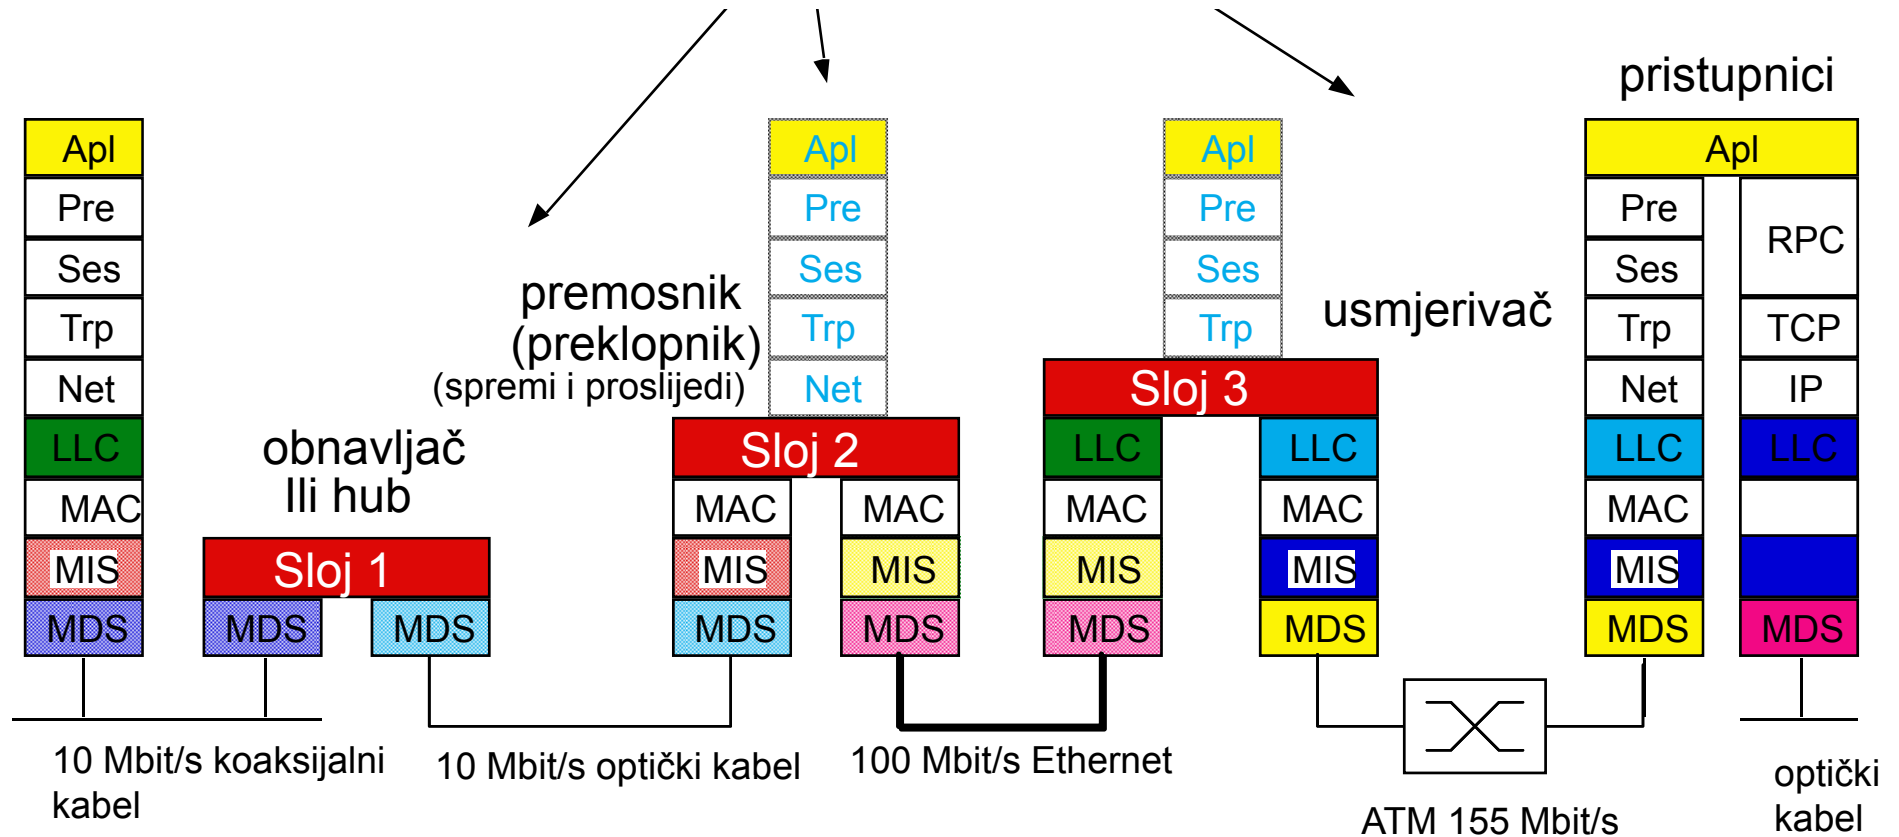 pristupnici
Apl
Pre
Ses
Trp
Net
LLC
MAC
MIS
MDS
obnavljač
Ili hub
Sloj 1
MDS
MDS
premosnik
(preklopnik)
(spremi i proslijedi)
Apl
Pre
Ses
Trp
Net
Sloj 2
MAC
MAC
MIS
MIS
MDS
MDS
usmjerivač
Apl
Pre
Ses
Trp
Sloj 3
LLC
LLC
MAC
MAC
MIS
MIS
MDS
MDS
Apl
Pre
Ses
Trp
Net
LLC
MAC
MIS
MDS
RPC
TCP
IP
LLC
MDS
10 Mbit/s koaksijalni
kabel
10 Mbit/s optički kabel
100 Mbit/s Ethernet
ATM 155 Mbit/s
optički
kabel